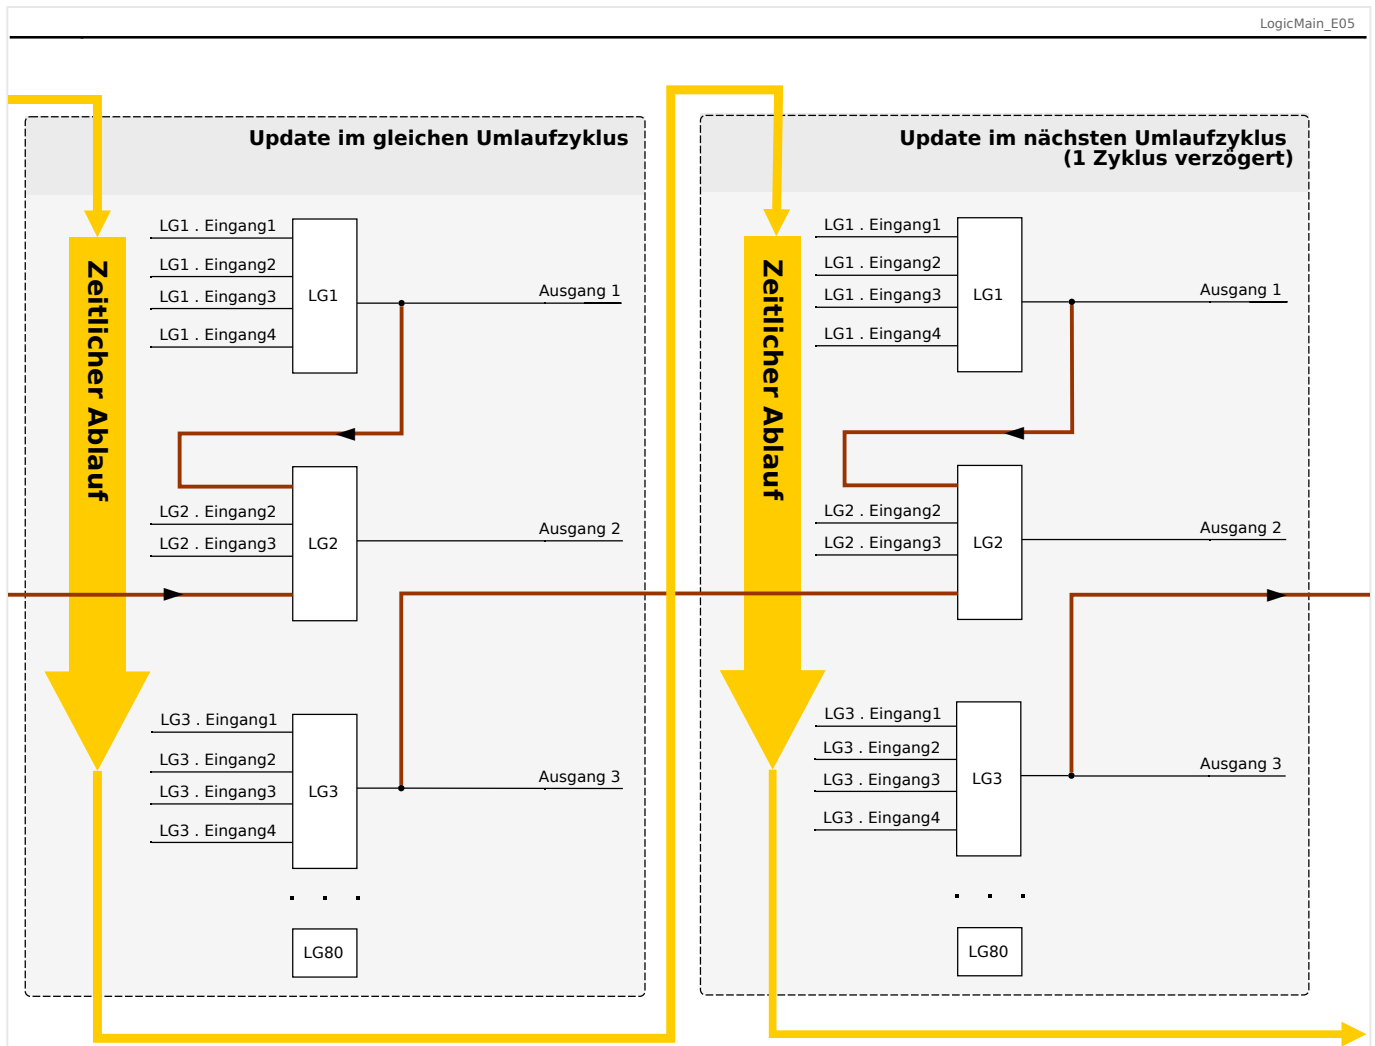 LogicMain_E05
Update im gleichen Umlaufzyklus
Zeitlicher Ablauf
LG1 . Eingang1
LG1 . Eingang2
LG1 . Eingang3
LG1 . Eingang4
LG1
Ausgang 1
LG2 . Eingang2
LG2 . Eingang3
LG2
Ausgang 2
LG3 . Eingang1
LG3 . Eingang2
LG3 . Eingang3
LG3 . Eingang4
LG3
Ausgang 3
. . .
LG80
Update im nächsten Umlaufzyklus
(1 Zyklus verzögert)
Zeitlicher Ablauf
LG1 . Eingang1
LG1 . Eingang2
LG1 . Eingang3
LG1 . Eingang4
LG1
Ausgang 1
LG2 . Eingang2
LG2 . Eingang3
LG2
Ausgang 2
LG3 . Eingang1
LG3 . Eingang2
LG3 . Eingang3
LG3 . Eingang4
LG3
Ausgang 3
. . .
LG80